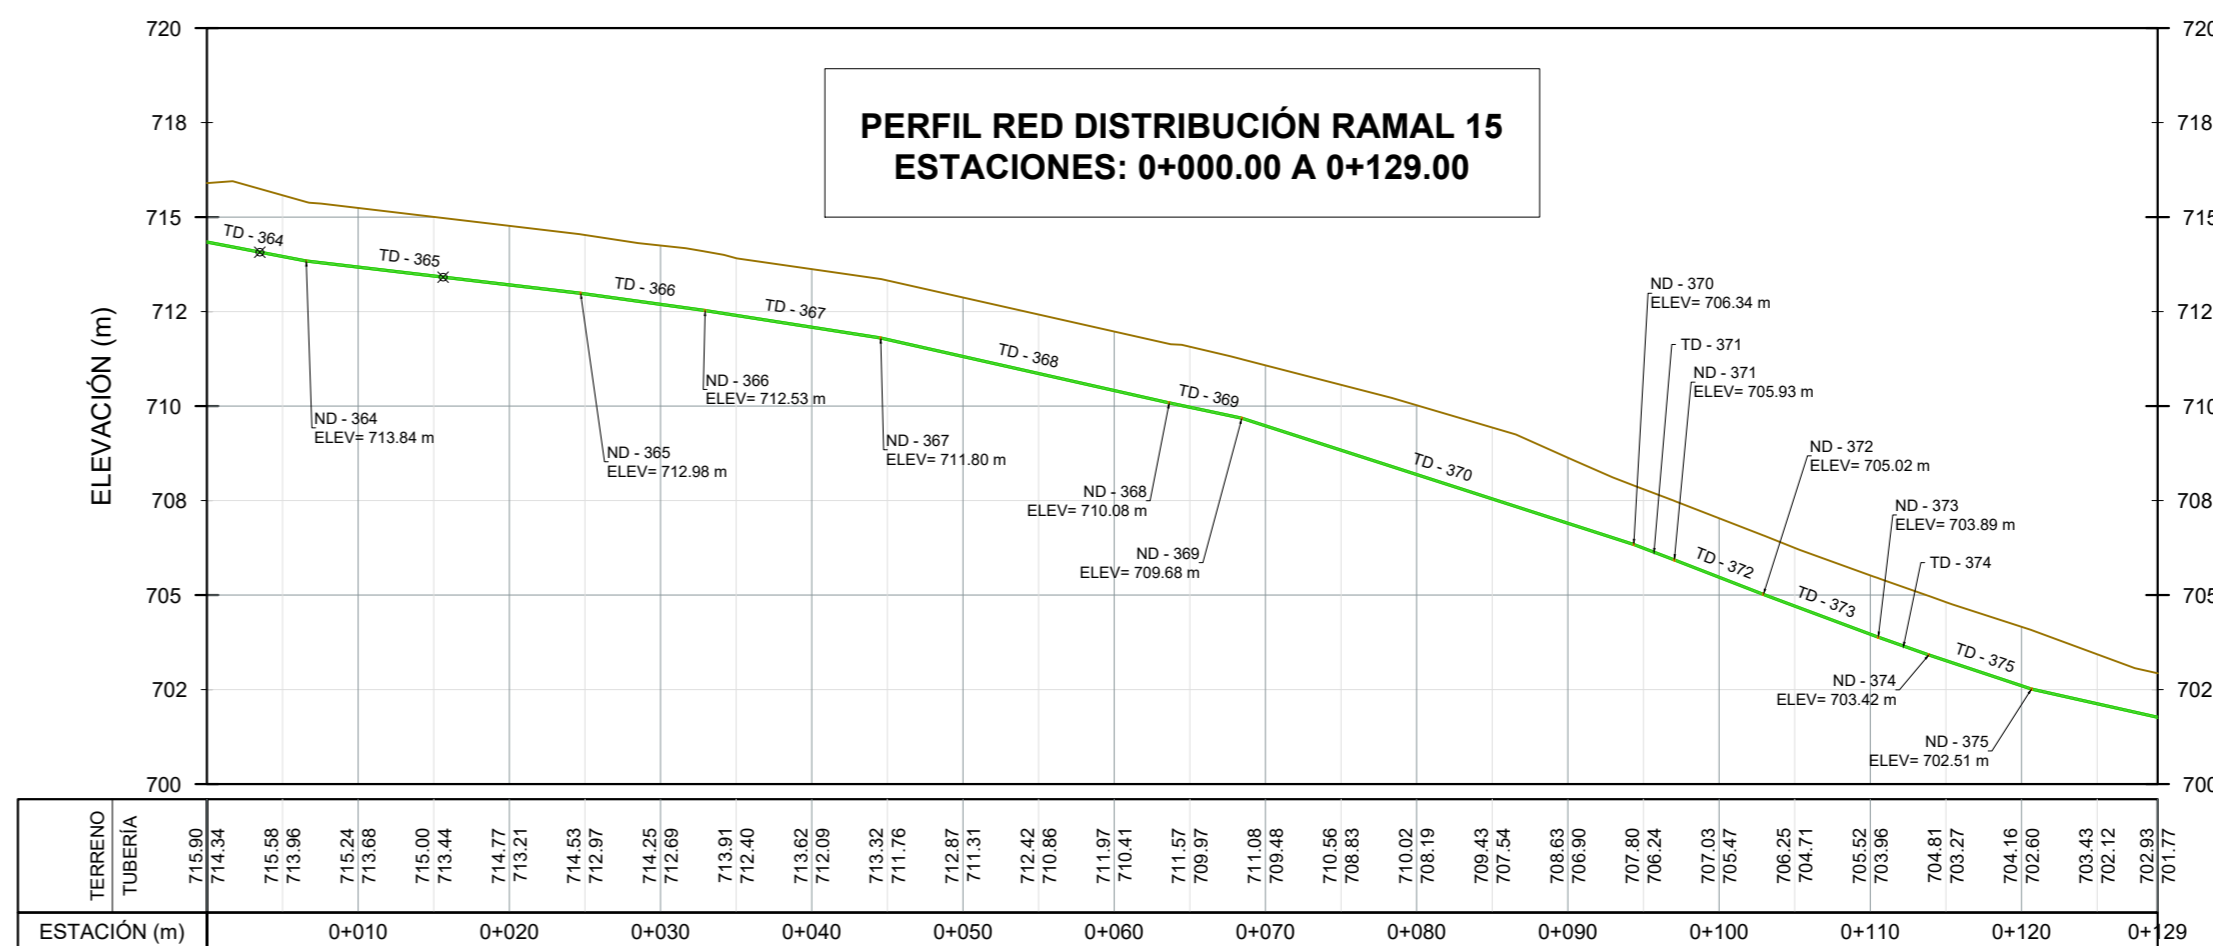 720
718
715
712
710
708
705
702
700
ELEVACIÓN (m)
PERFIL RED DISTRIBUCIÓN RAMAL 15
ESTACIONES: 0+000.00 A 0+129.00
720
718
715
712
710
708
705
702
700
TD - 364
TD - 365
TD - 366
TD - 367
TD - 368
TD - 369
TD - 370
TD - 371
TD - 372
TD - 373
TD - 374
TD - 375
ND - 364
ELEV= 713.84 m
ND - 365
ELEV= 712.98 m
ND - 366
ELEV= 712.53 m
ND - 367
ELEV= 711.80 m
ND - 368
ELEV= 710.08 m
ND - 369
ELEV= 709.68 m
ND - 370
ELEV= 706.34 m
ND - 371
ELEV= 705.93 m
ND - 372
ELEV= 705.02 m
ND - 373
ELEV= 703.89 m
ND - 374
ELEV= 703.42 m
ND - 375
ELEV= 702.51 m
TERRENO
TUBERÍA
715.90
714.34
715.58
713.96
715.24
713.68
715.00
713.44
714.77
713.21
714.53
712.97
714.25
712.69
713.91
712.40
713.62
712.09
713.32
711.76
712.87
711.31
712.42
710.86
711.97
710.41
711.57
709.97
711.08
709.48
710.56
708.83
710.02
708.19
709.43
707.54
708.63
706.90
707.80
706.24
707.03
705.47
706.25
704.71
705.52
703.96
704.81
703.27
704.16
702.60
703.43
702.12
702.93
701.77
ESTACIÓN (m)
0+010
0+020
0+030
0+040
0+050
0+060
0+070
0+080
0+090
0+100
0+110
0+120
0+129